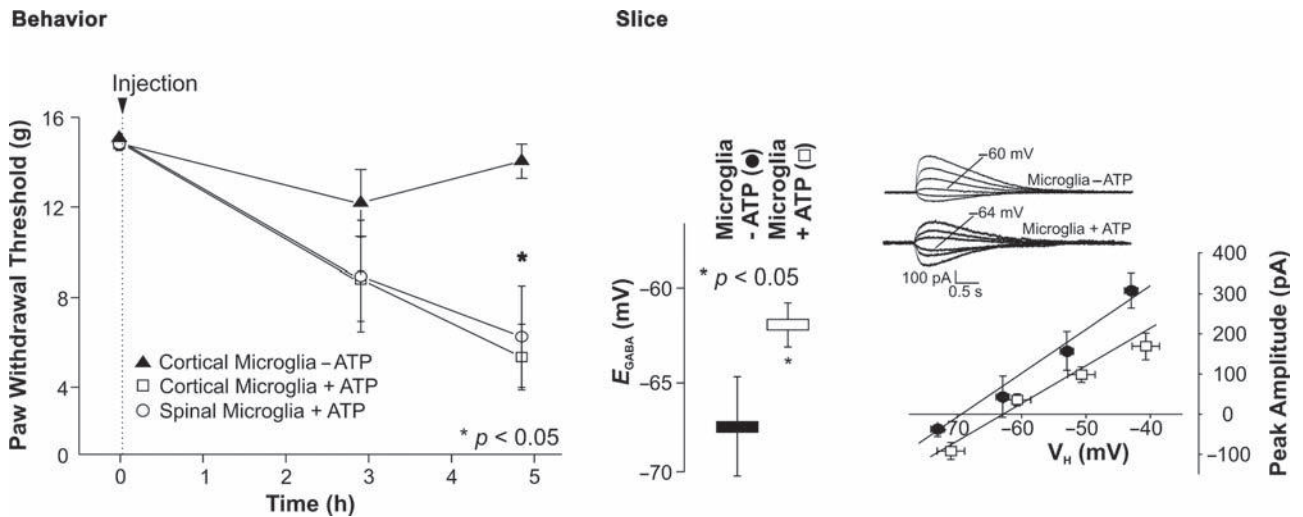 Behavior
Injection
Paw Withdrawal Threshold (g)
16
12
8
4
0
*
▲ Cortical Microglia – ATP
□ Cortical Microglia + ATP
○ Spinal Microglia + ATP
* p < 0.05
0 1 2 3 4 5
Time (h)
Slice
Microglia
- ATP (●)
Microglia
+ ATP (□)
* p < 0.05
E GABA (mV)
–60
–65
–70
*
–60 mV
Microglia – ATP
–64 mV
Microglia + ATP
100 pA
0.5 s
400
300
200
100
0
–100
Peak Amplitude (pA)
–70 –60 –50 –40
V H (mV)